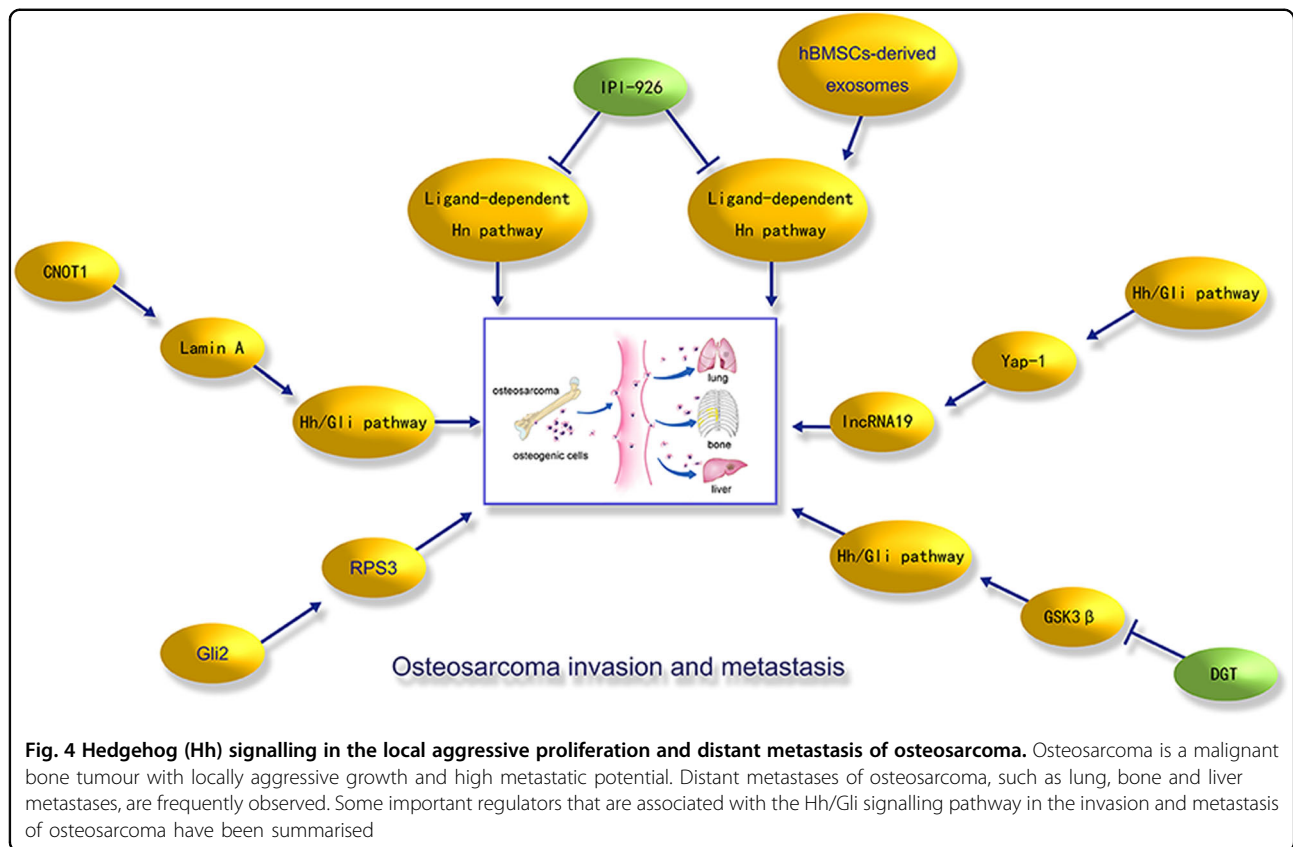 hBMSCs-derived
exosomes
IPI-926
Ligand-dependent
Hn pathway
Ligand-dependent
Hn pathway
CNOT1
Hh/Gli pathway
Lamin A
Yap-1
Hh/Gli pathway
lncRNA19
osteosarcoma
osteogenic cells
lung
bone
liver
RPS3
Hh/Gli pathway
Gli2
GSK3β
DGT
Osteosarcoma invasion and metastasis
Fig. 4 Hedgehog (Hh) signalling in the local aggressive proliferation and distant metastasis of osteosarcoma. Osteosarcoma is a malignant
bone tumour with locally aggressive growth and high metastatic potential. Distant metastases of osteosarcoma, such as lung, bone and liver
metastases, are frequently observed. Some important regulators that are associated with the Hh/Gli signalling pathway in the invasion and metastasis
of osteosarcoma have been summarised